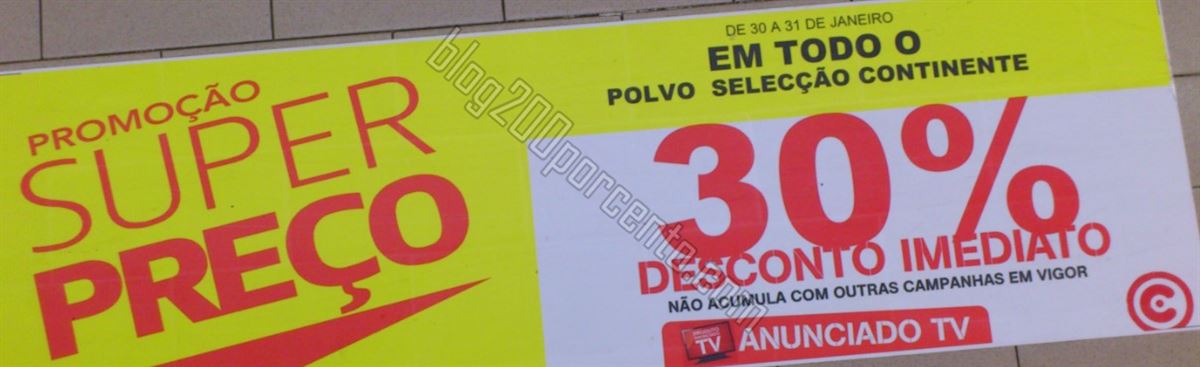 PROMOÇÃO
SUPER
PREÇO
DE 30 A 31 DE JANEIRO
EM TODO O
POLVO SELECÇÃO CONTINENTE
30%
DESCONTO IMEDIATO
NÃO ACUMULA COM OUTRAS CAMPANHAS EM VIGOR
TV ANUNCIADO TV
blog200porcento.com